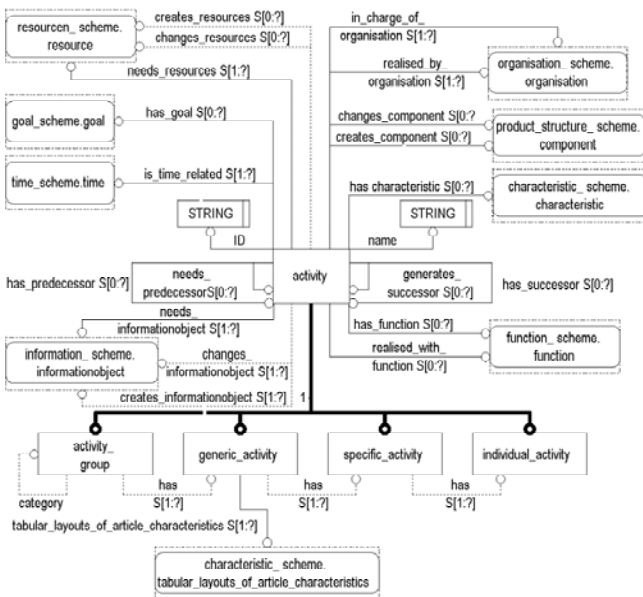 creates_resources S[0:?]
resourcen_ scheme.
resource
changes_resources S[0:?]
needs_resources S[1:?]
goal_scheme.goal
has_goal S[0:?]
time_scheme.time
is_time_related S[1:?]
in_charge_of_
organisation S[1:?]
realised_by_
organisation S[1:?]
organisation_ scheme.
organisation
changes_component S[0:?
creates_component S[0:?]
product_structure_ scheme.
component
has characteristic S[0:?]
characteristic_ scheme.
characteristic
STRING
ID
STRING
name
activity
has_predecessor S[0:?]
needs_
predecessorS[0:?]
generates_
successor S[0:?]
has_successor S[0:?]
needs_
informationobject S[1:?]
information_ scheme.
informationobject
changes_
informationobject S[1:?]
creates_informationobject S[1:?]
has_function S[0:?]
realised_with_
function S[0:?]
function_ scheme.
function
1
activity_
group
generic_activity
specific_activity
individual_activity
category
has
S[1:?]
has
S[1:?]
has
S[1:?]
tabular_layouts_of_article_characteristics S[1:?]
characteristic_ scheme.
tabular_layouts_of_article_characteristics